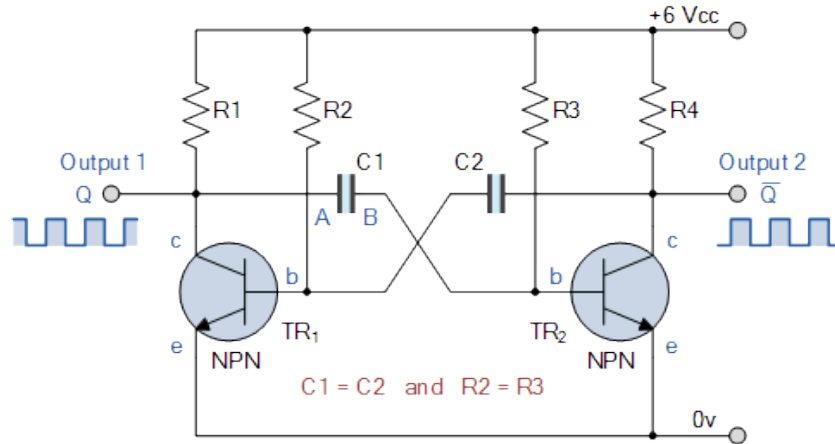 +6 Vcc
R1
R2
R3
R4
Output 1
C1
C2
Output 2
Q
A
B
Q̅
c
c
b
b
TR₁
TR₂
e
NPN
NPN
e
C1 = C2 and R2 = R3
0v